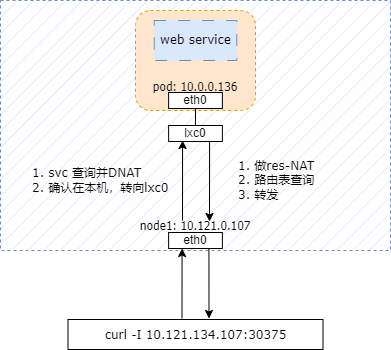 web service
pod: 10.0.0.136
eth0
lxc0
1. svc 查询并DNAT
2. 确认在本机，转向lxc0
1. 做res-NAT
2. 路由表查询
3. 转发
node1: 10.121.0.107
eth0
curl -I 10.121.134.107:30375